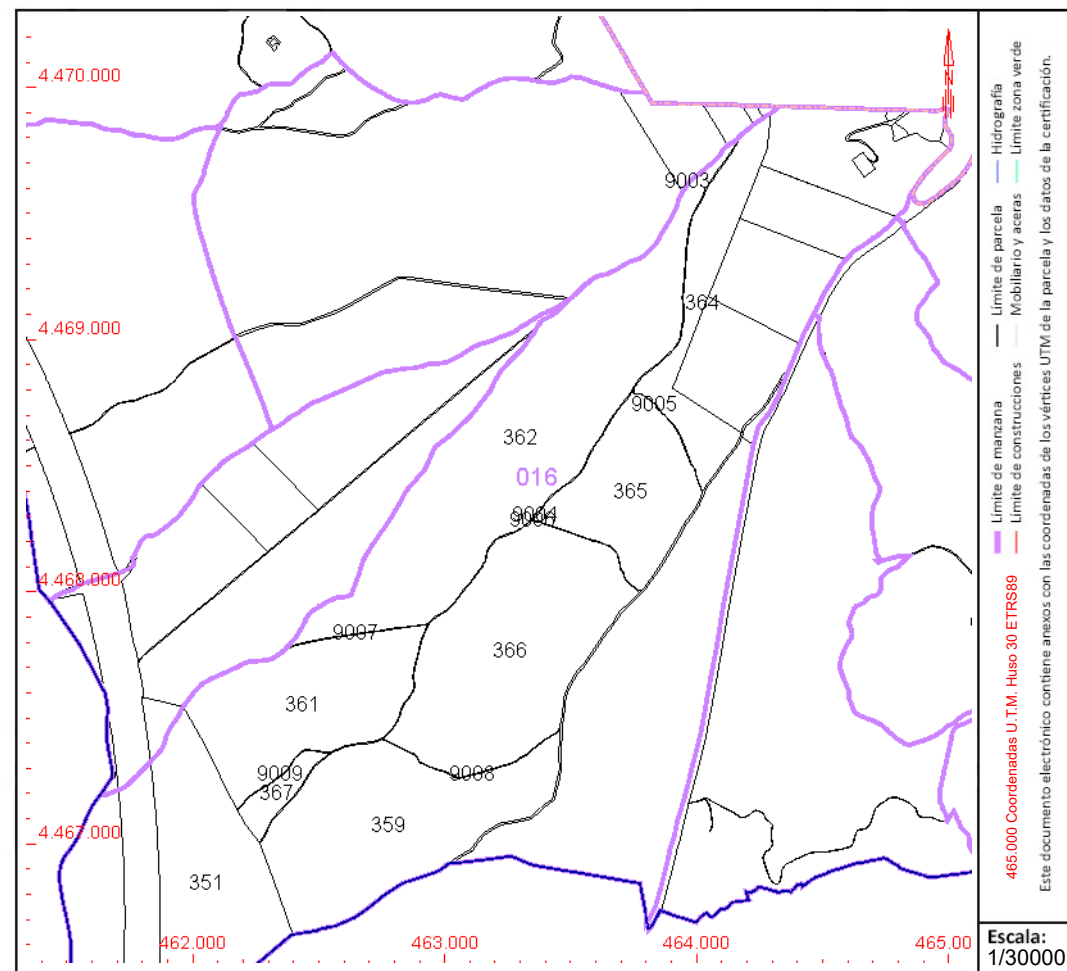 4.470.000
9003
4.469.000
364
9005
362
016
365
9004
4.468.000
9007
366
361
9009
9008
367
359
4.467.000
351
462.000
463.000
464.000
465.00
N
Límite de manzana
Límite de parcela
Hidrografía
Límite de construcciones
Mobiliario y aceras
Límite zona verde
465.000 Coordenadas U.T.M. Huso 30 ETRS89
Este documento electrónico contiene anexos con las coordenadas de los vértices UTM de la parcela y los datos de la certificación.
Escala:
1/30000